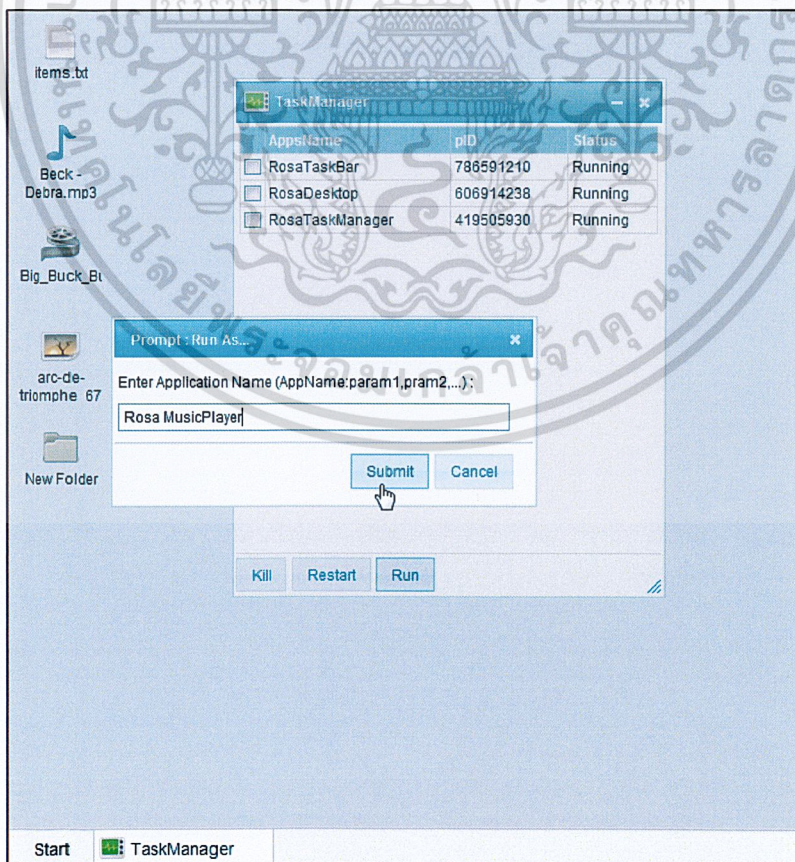 items.txt
Beck -
Debra.mp3
Big_Buck_Bu
arc-de-
triomphe 67
New Folder
TaskManager
AppsName pID Status
RosaTaskBar 786591210 Running
RosaDesktop 606914238 Running
RosaTaskManager 419505930 Running
Prompt : Run As...
Enter Application Name (AppName:param1,pram2,...) :
Rosa MusicPlayer
Submit Cancel
Kill Restart Run
Start TaskManager